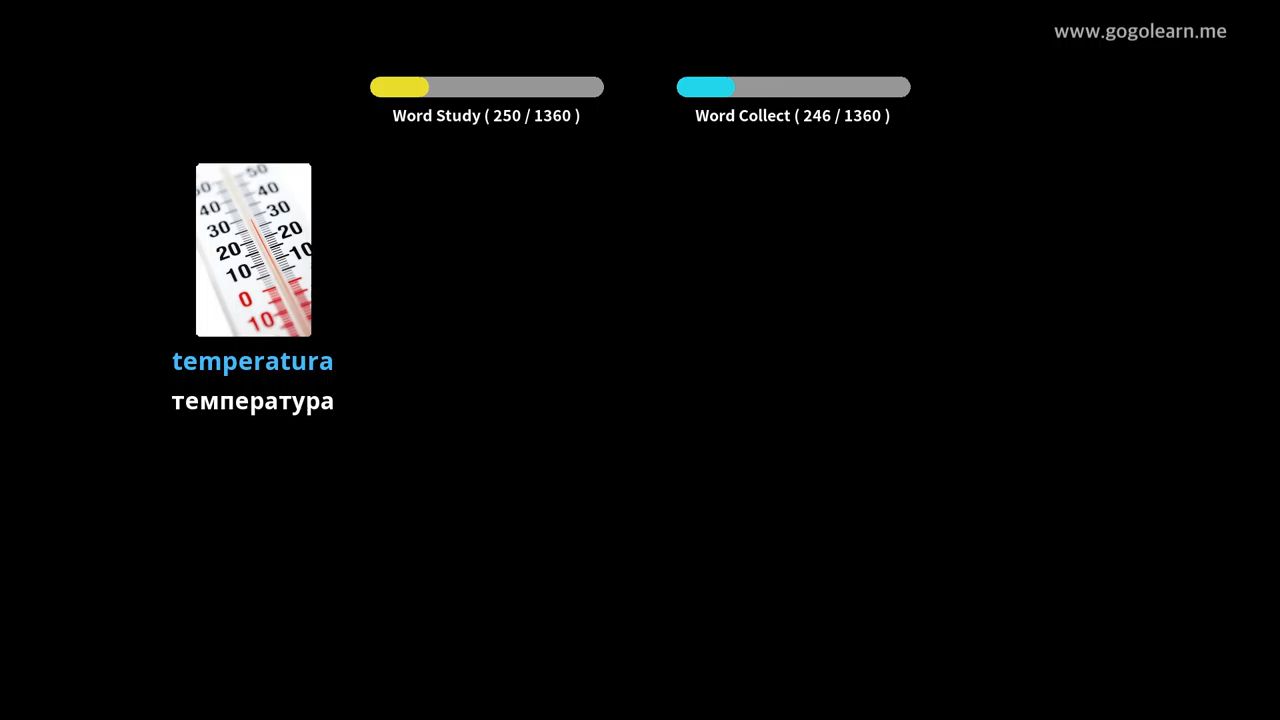 www.gogolearn.me
Word Study ( 250 / 1360 )
Word Collect ( 246 / 1360 )
50
40 40
30 30
20 20
10 10
0
10
temperatura
температура